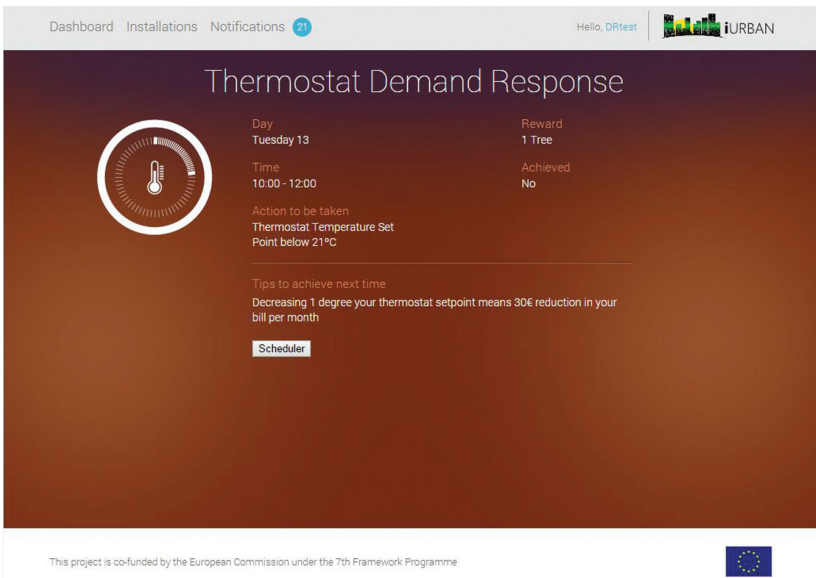 Dashboard Installations Notifications 21
Hello, DRtest
iURBAN
Thermostat Demand Response
Day
Tuesday 13
Reward
1 Tree
Time
10:00 - 12:00
Achieved
No
Action to be taken
Thermostat Temperature Set
Point below 21ºC
Tips to achieve next time
Decreasing 1 degree your thermostat setpoint means 30€ reduction in your
bill per month
Scheduler
This project is co-funded by the European Commission under the 7th Framework Programme